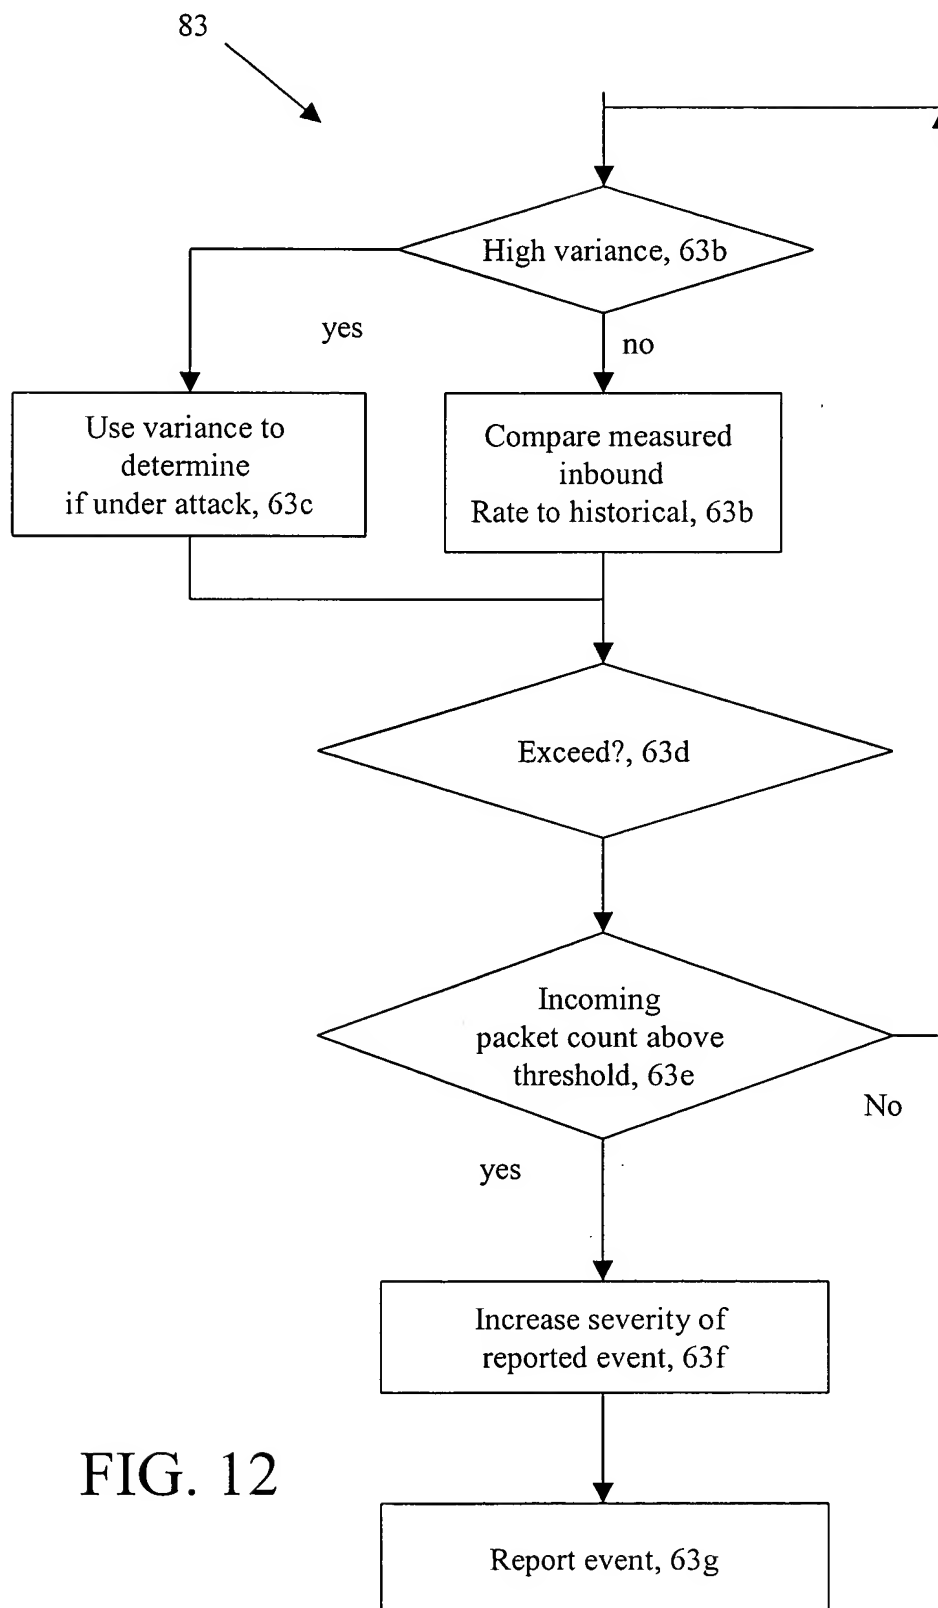 83
High variance, 63b
yes
no
Use variance to
determine
if under attack, 63c
Compare measured
inbound
Rate to historical, 63b
Exceed?, 63d
Incoming
packet count above
threshold, 63e
No
yes
Increase severity of
reported event, 63f
FIG. 12
Report event, 63g